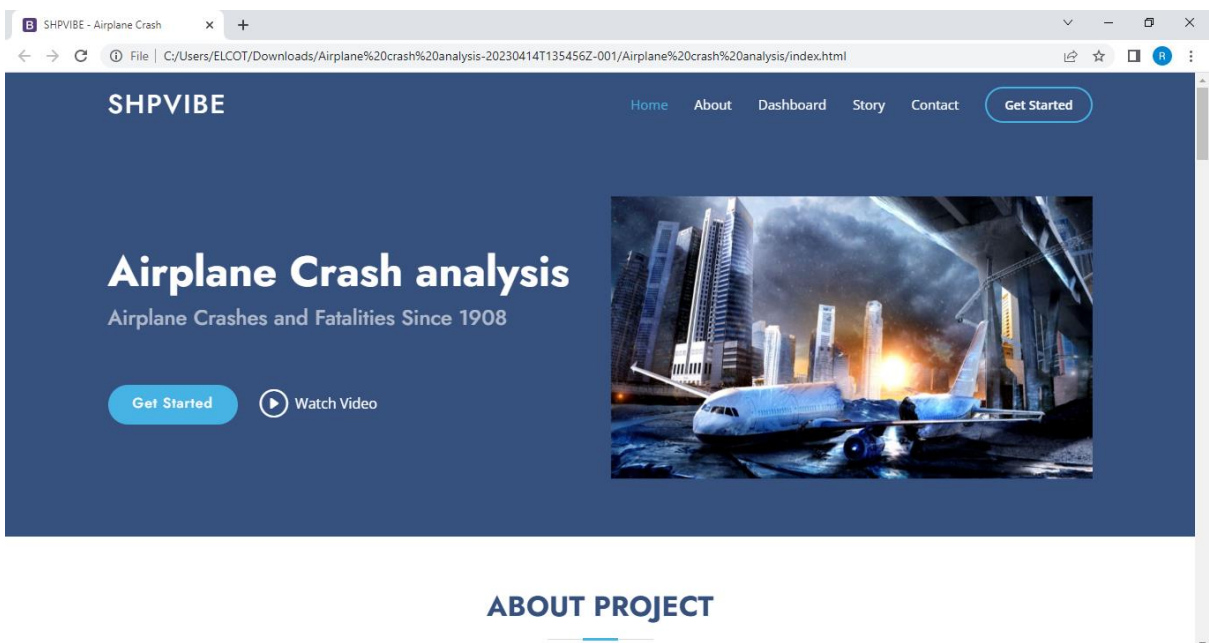 B SHPVIBE - Airplane Crash
File | C:/Users/ELCOT/Downloads/Airplane%20crash%20analysis-20230414T135456Z-001/Airplane%20crash%20analysis/index.html
R
SHPVIBE
Home About Dashboard Story Contact Get Started
Airplane Crash analysis
Airplane Crashes and Fatalities Since 1908
Get Started Watch Video
ABOUT PROJECT